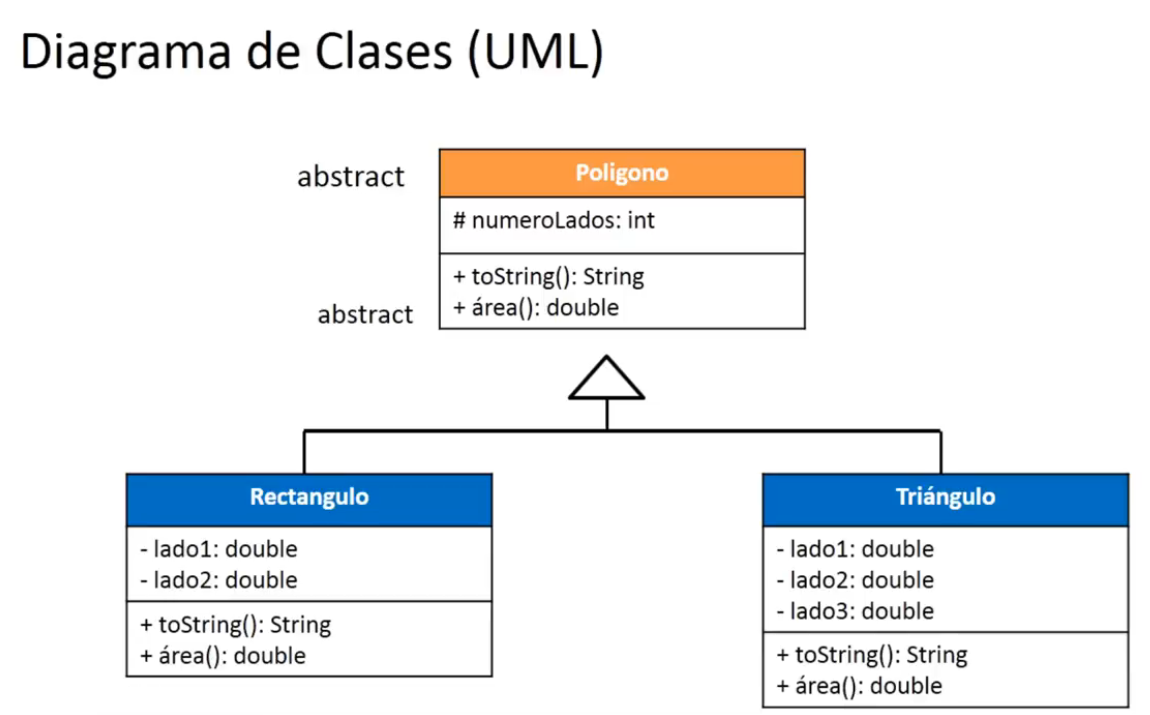 Diagrama de Clases (UML)
abstract
Poligono
# numeroLados: int
+ toString(): String
abstract
+ área(): double
Rectangulo
- lado1: double
- lado2: double
+ toString(): String
+ área(): double
Triángulo
- lado1: double
- lado2: double
- lado3: double
+ toString(): String
+ área(): double